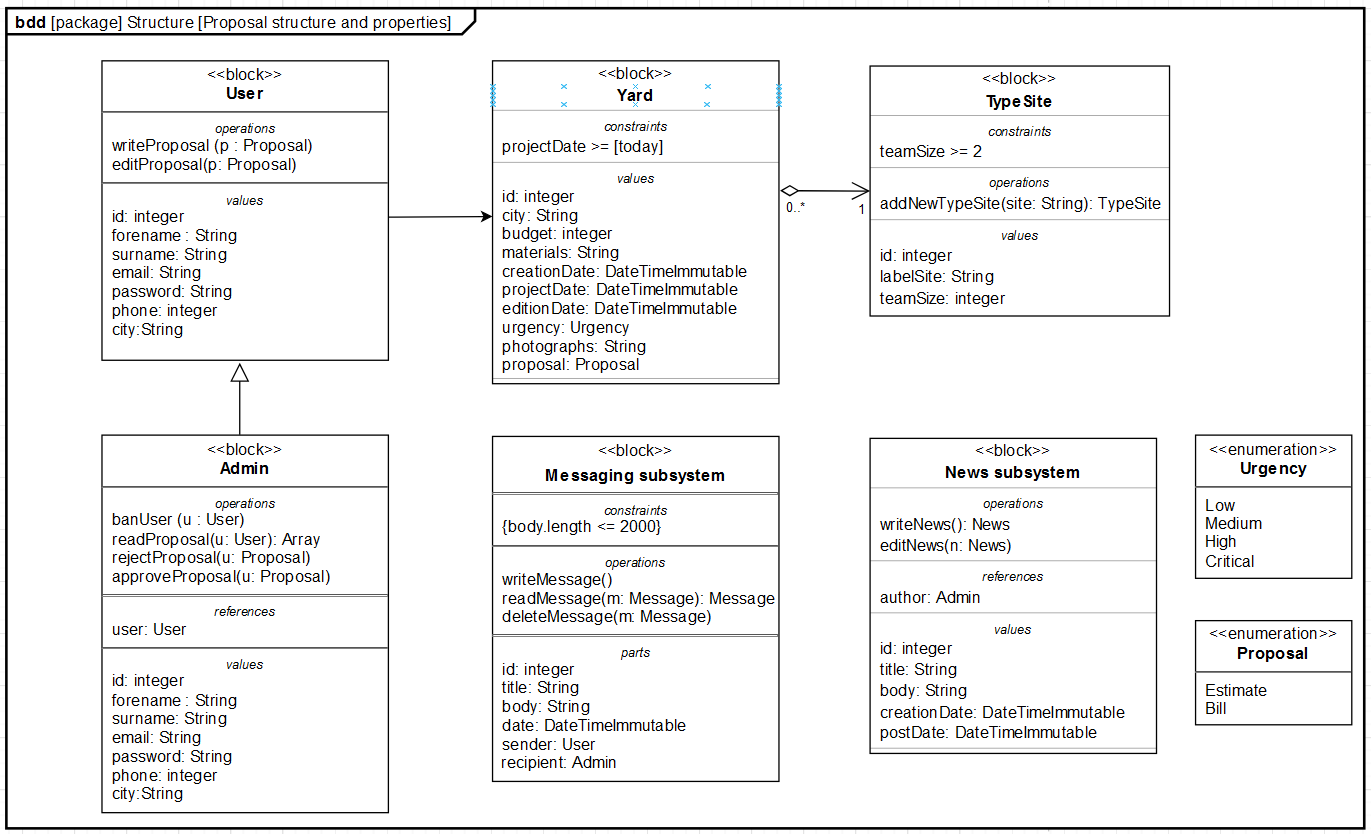 bdd [package] Structure [Proposal structure and properties]
<<block>>
User
operations
writeProposal (p : Proposal)
editProposal(p: Proposal)
values
id: integer
forename : String
surname: String
email: String
password: String
phone: integer
city:String
<<block>>
Yard
constraints
projectDate >= [today]
values
id: integer
city: String
budget: integer
materials: String
creationDate: DateTimeImmutable
projectDate: DateTimeImmutable
editionDate: DateTimeImmutable
urgency: Urgency
photographs: String
proposal: Proposal
0..*
1
<<block>>
TypeSite
constraints
teamSize >= 2
operations
addNewTypeSite(site: String): TypeSite
values
id: integer
labelSite: String
teamSize: integer
<<block>>
Admin
operations
banUser (u : User)
readProposal(u: User): Array
rejectProposal(u: Proposal)
approveProposal(u: Proposal)
references
user: User
values
id: integer
forename : String
surname: String
email: String
password: String
phone: integer
city:String
<<block>>
Messaging subsystem
constraints
{body.length <= 2000}
operations
writeMessage()
readMessage(m: Message): Message
deleteMessage(m: Message)
parts
id: integer
title: String
body: String
date: DateTimeImmutable
sender: User
recipient: Admin
<<block>>
News subsystem
operations
writeNews(): News
editNews(n: News)
references
author: Admin
values
id: integer
title: String
body: String
creationDate: DateTimeImmutable
postDate: DateTimeImmutable
<<enumeration>>
Urgency
Low
Medium
High
Critical
<<enumeration>>
Proposal
Estimate
Bill